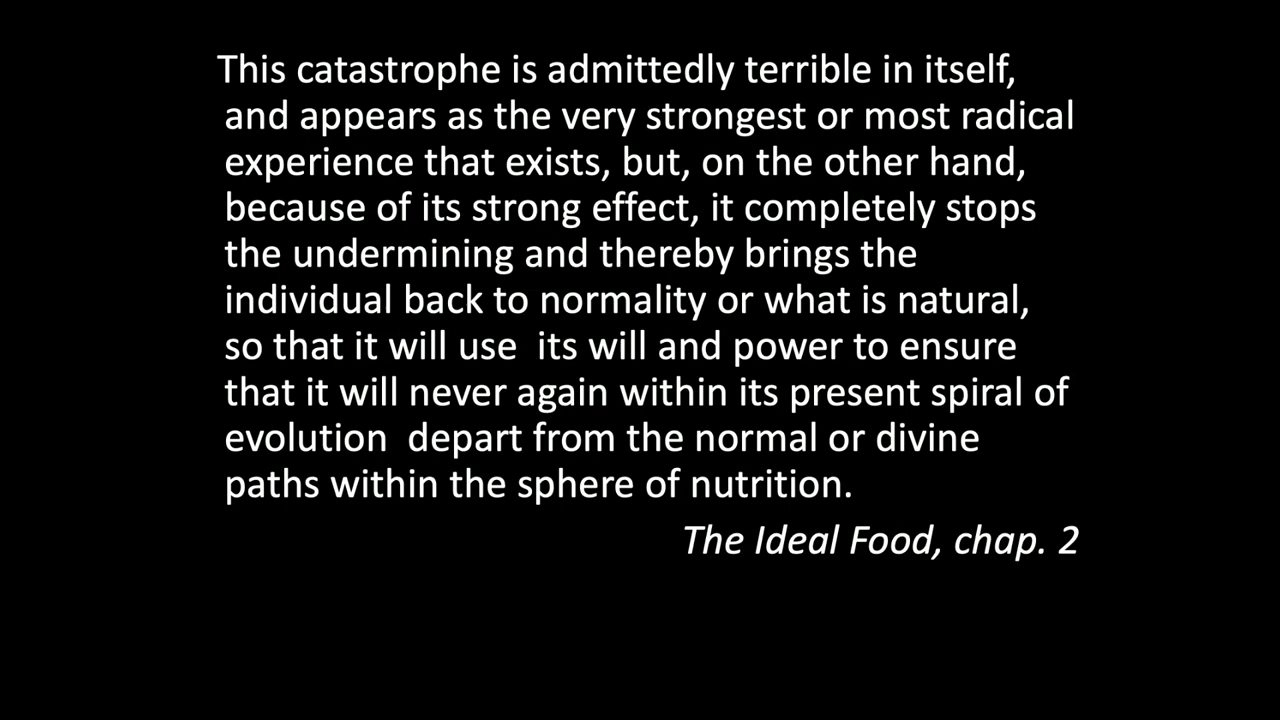 This catastrophe is admittedly terrible in itself,
and appears as the very strongest or most radical
experience that exists, but, on the other hand,
because of its strong effect, it completely stops
the undermining and thereby brings the
individual back to normality or what is natural,
so that it will use  its will and power to ensure
that it will never again within its present spiral of
evolution  depart from the normal or divine
paths within the sphere of nutrition.
The Ideal Food, chap. 2